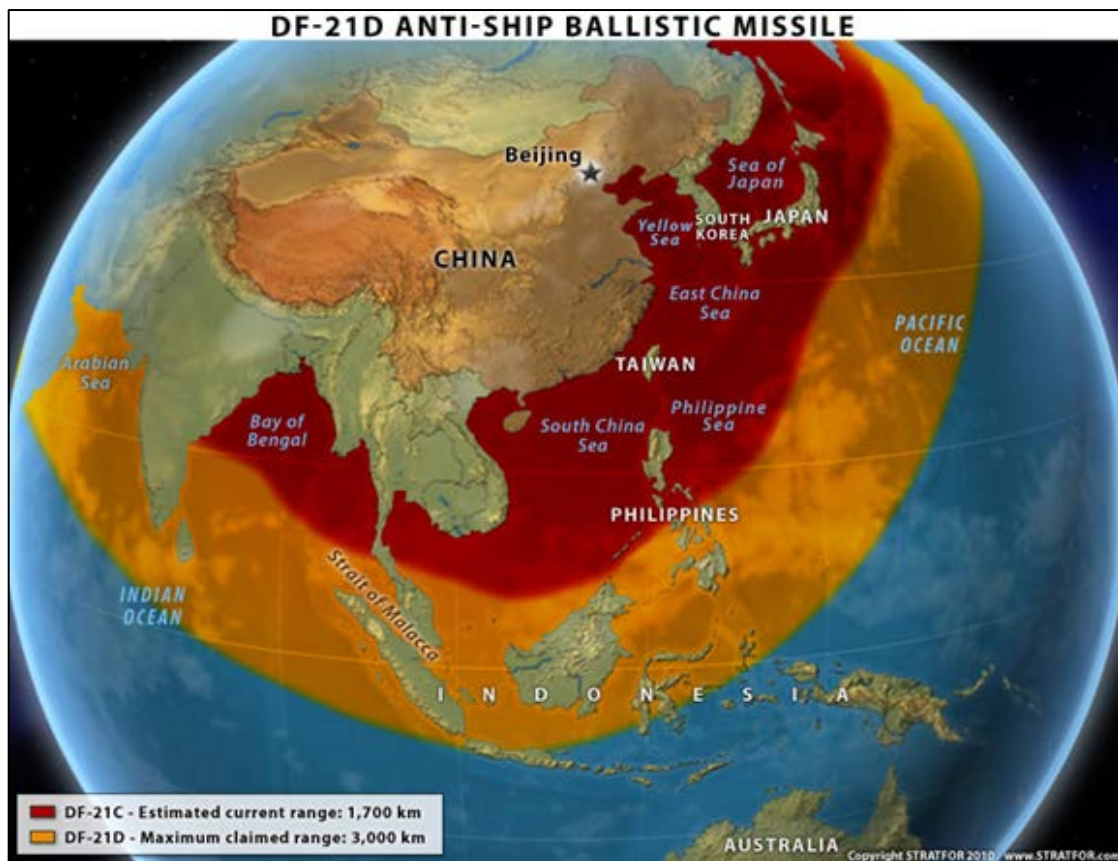 DF-21D ANTI-SHIP BALLISTIC MISSILE
Beijing
Sea of
Japan
SOUTH
KOREA
JAPAN
Yellow
Sea
CHINA
East China
Sea
PACIFIC
OCEAN
Arabian
Sea
TAIWAN
Bay of
Bengal
South China
Sea
Philippine
Sea
PHILIPPINES
INDIAN
OCEAN
Strait of Malacca
INDONESIA
DF-21C - Estimated current range: 1,700 km
DF-21D - Maximum claimed range: 3,000 km
AUSTRALIA
Copyright STRATFOR 2010 www.STRATFOR.com